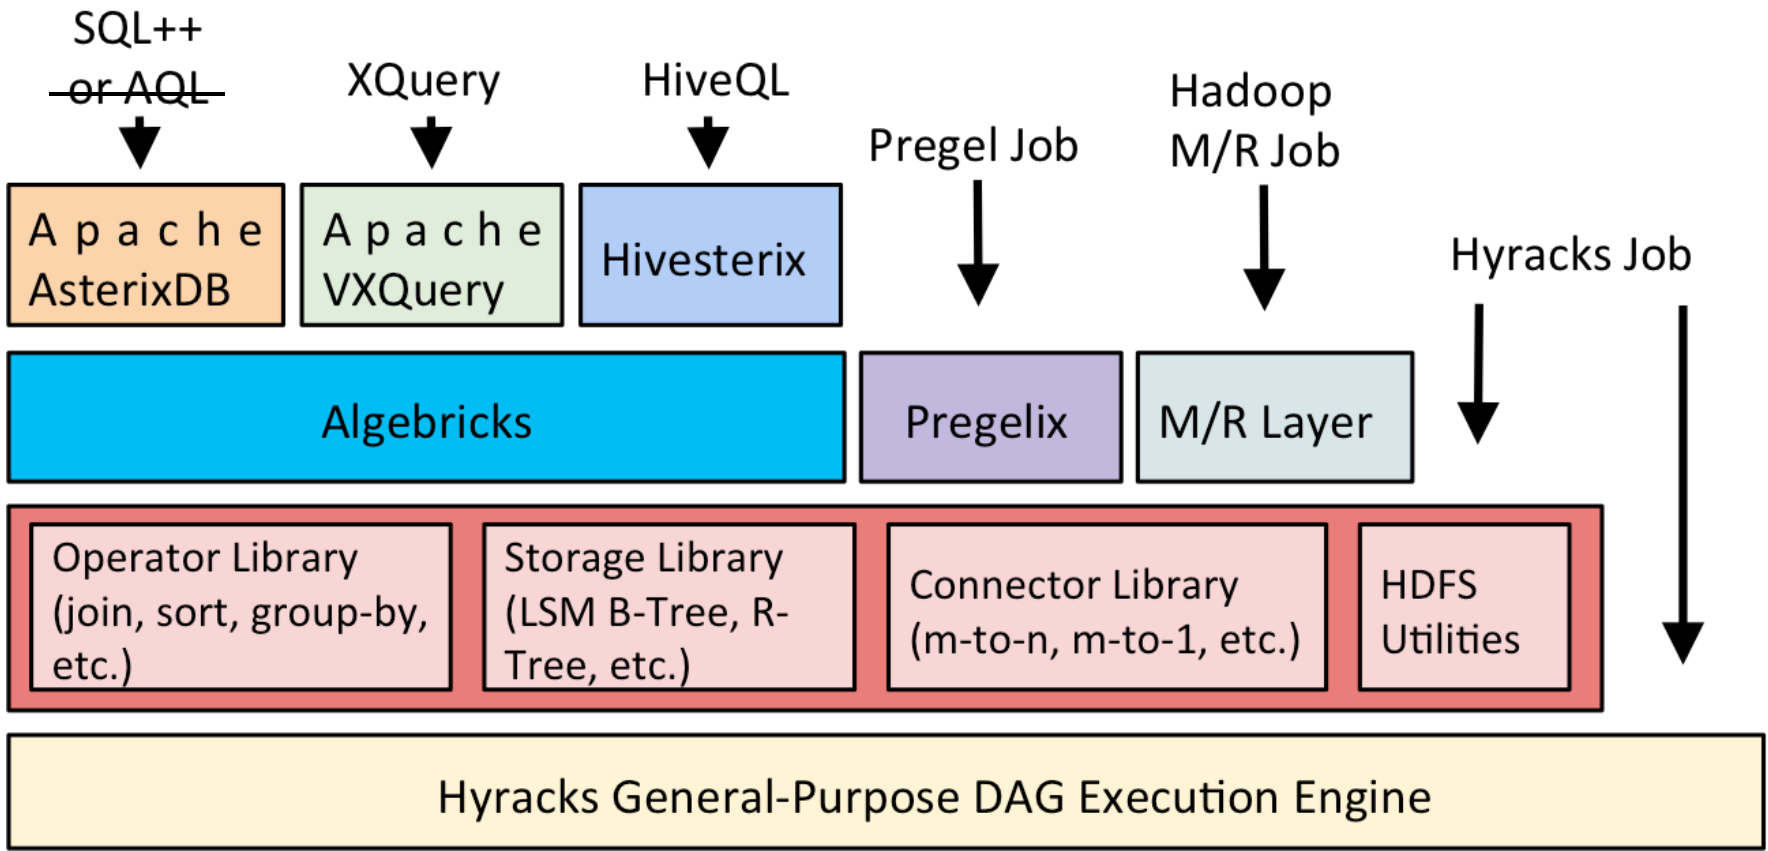 SQL++
or AQL
XQuery
HiveQL
Pregel Job
Hadoop
M/R Job
Hyracks Job
Apache
AsterixDB
Apache
VXQuery
Hivesterix
Algebricks
Pregelix
M/R Layer
Operator Library
(join, sort, group-by,
etc.)
Storage Library
(LSM B-Tree, R-
Tree, etc.)
Connector Library
(m-to-n, m-to-1, etc.)
HDFS
Utilities
Hyracks General-Purpose DAG Execution Engine